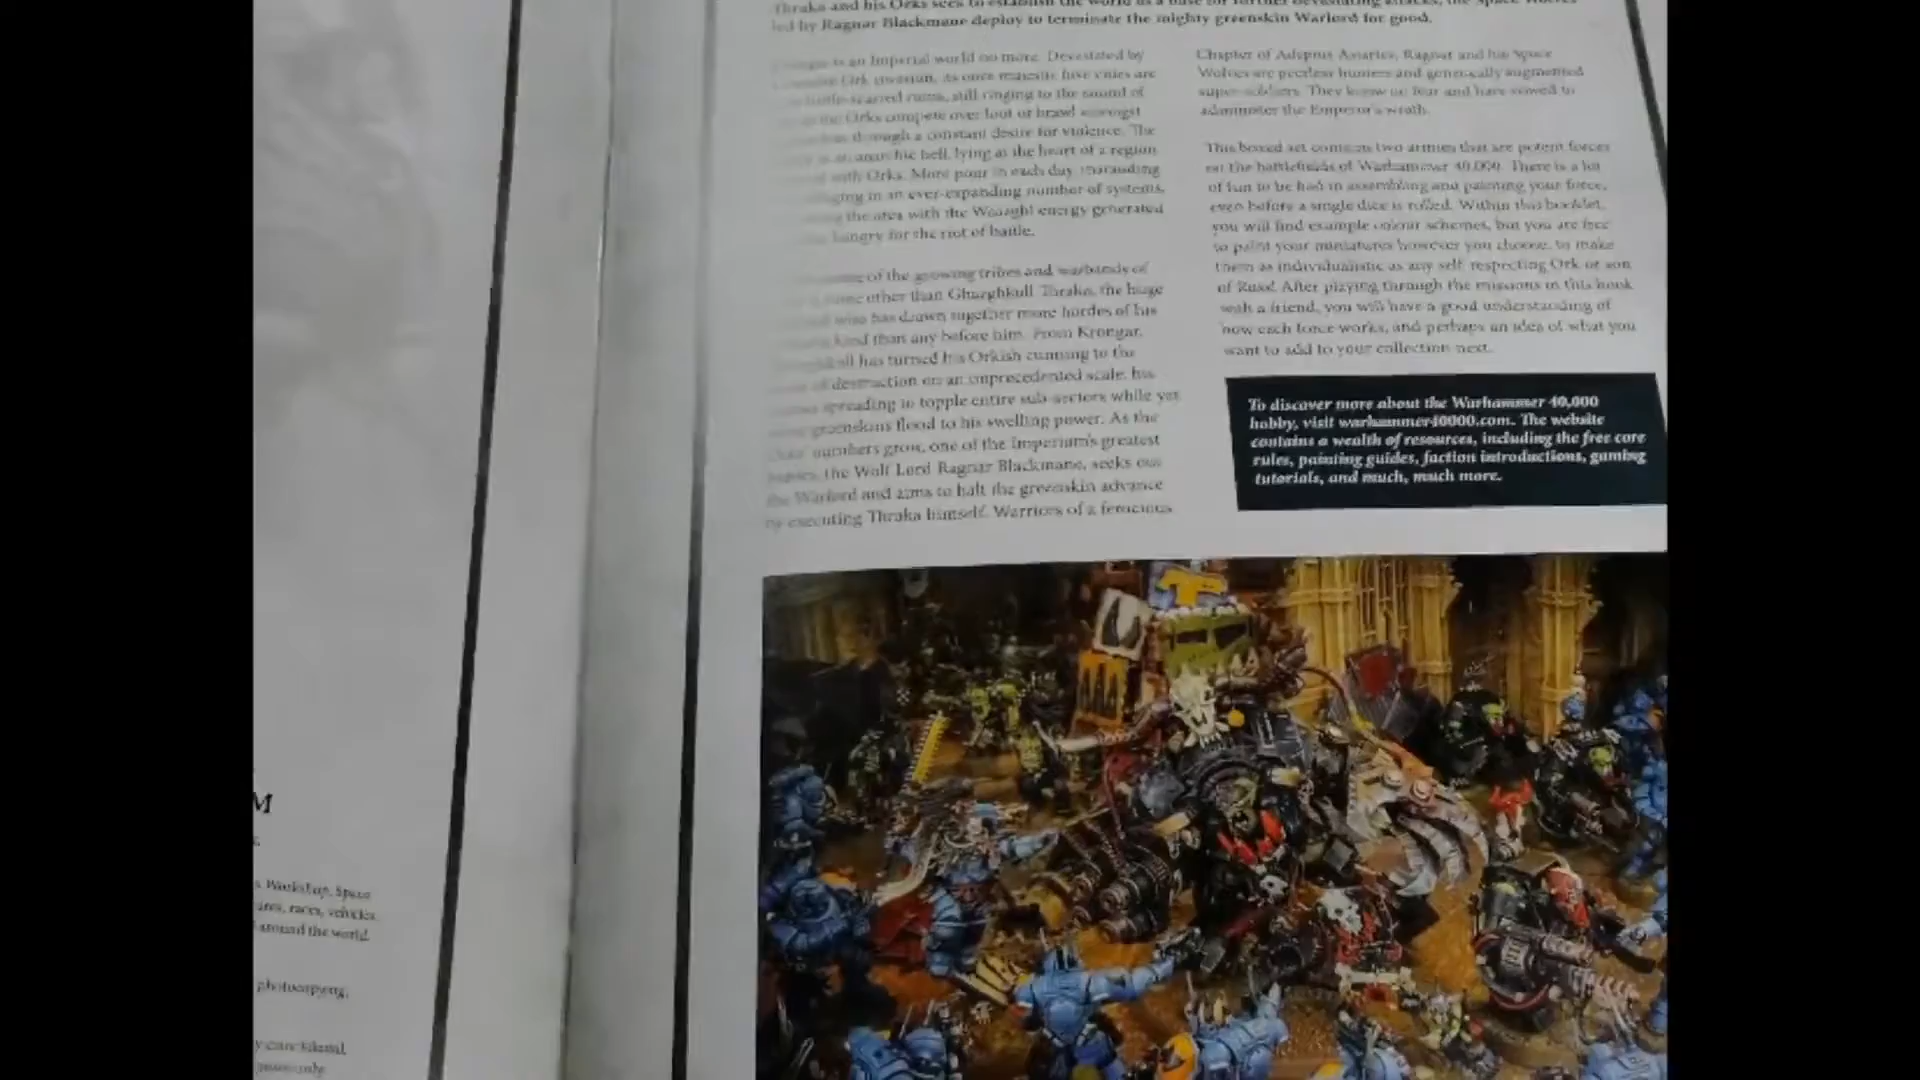 M
s Workshop, Space
ures, races, vehicles
around the world.
photocopying,
y coincidental.
poses only.
Thraka and his Orks seek to establish the world as a base for further devastating attacks, the Space Wolves
led by Ragnar Blackmane deploy to terminate the mighty greenskin Warlord for good.
is an Imperial world no more. Devastated by
Ork invasion, its once majestic hive cities are
battle-scarred ruins, still ringing to the sound of
the Orks compete over loot or brawl amongst
through a constant desire for violence. The
anarchic hell, lying at the heart of a region
with Orks. More pour in each day, marauding
in an ever-expanding number of systems,
the area with the Waaagh! energy generated
hungry for the riot of battle.
of the growing tribes and warbands of
none other than Ghazghkull Thraka, the huge
who has drawn together more hordes of his
kind than any before him. From Krongar,
has turned his Orkish cunning to the
of destruction on an unprecedented scale, his
spreading to topple entire sub-sectors while yet
greenskins flood to his swelling power. As the
numbers grow, one of the Imperium's greatest
heroes, the Wolf Lord Ragnar Blackmane, seeks out
the Warlord and aims to halt the greenskin advance
by executing Thraka himself. Warriors of a ferocious
Chapter of Adeptus Astartes, Ragnar and his Space
Wolves are peerless hunters and genetically augmented
super-soldiers. They know no fear and have vowed to
administer the Emperor's wrath.
This boxed set contains two armies that are potent forces
on the battlefields of Warhammer 40,000. There is a lot
of fun to be had in assembling and painting your force,
even before a single dice is rolled. Within this booklet,
you will find example colour schemes, but you are free
to paint your miniatures however you choose, to make
them as individualistic as any self-respecting Ork or son
of Russ! After playing through the missions in this book
with a friend, you will have a good understanding of
how each force works, and perhaps an idea of what you
want to add to your collection next.
To discover more about the Warhammer 40,000
hobby, visit warhammer40000.com. The website
contains a wealth of resources, including the free core
rules, painting guides, faction introductions, gaming
tutorials, and much, much more.